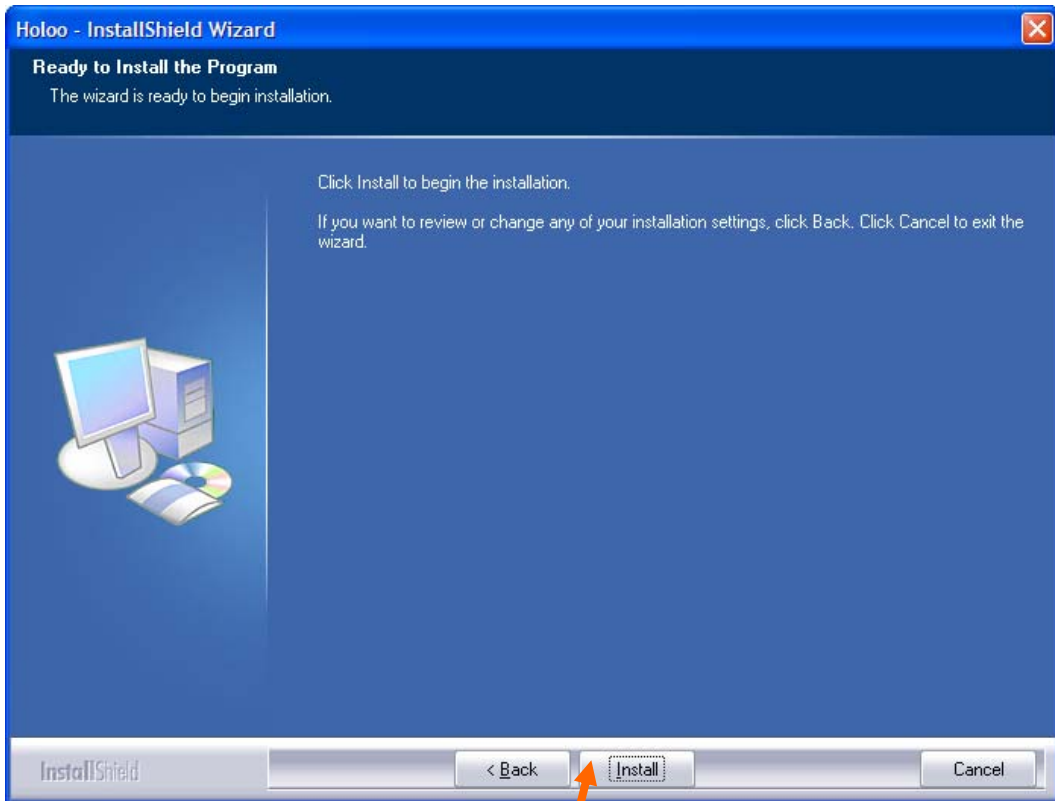 Holoo - InstallShield Wizard
Ready to Install the Program
The wizard is ready to begin installation.
Click Install to begin the installation.
If you want to review or change any of your installation settings, click Back. Click Cancel to exit the
wizard.
InstallShield
< Back
Install
Cancel